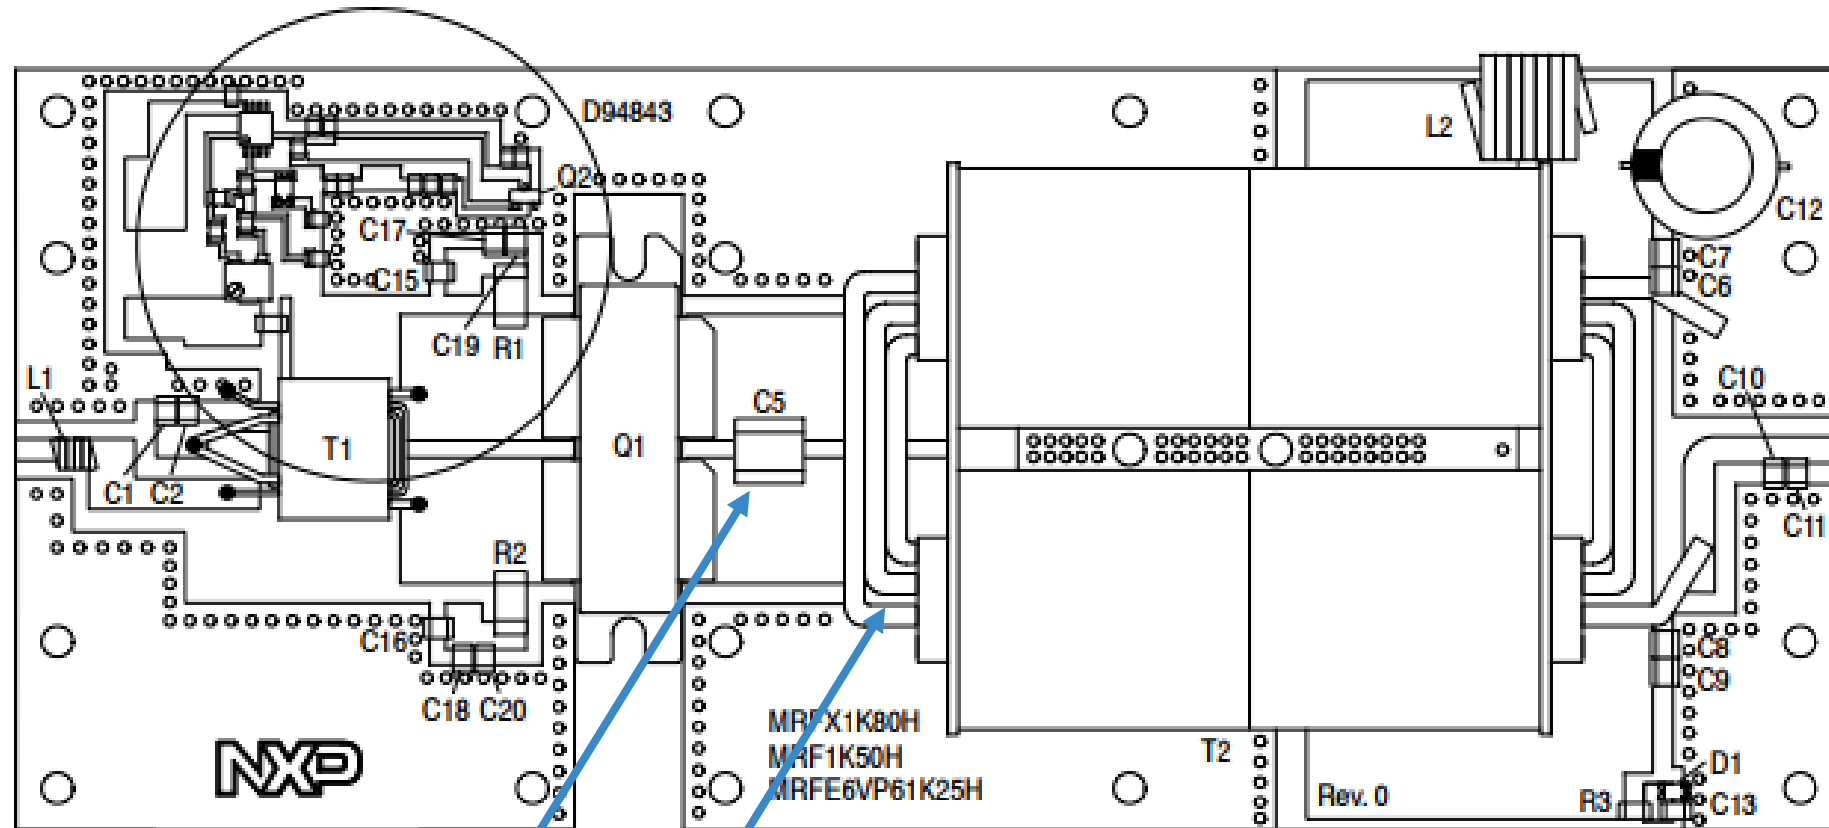 D94843
L2
Q2
C12
C17
C7
C15
C6
C19
R1
L1
C10
C5
T1
Q1
C1
C2
C11
R2
C16
C8
C9
C18
C20
MRFX1K80H
NXP
T2
MRF1K50H
D1
MRFE6VP61K25H
Rev. 0
R3
C13